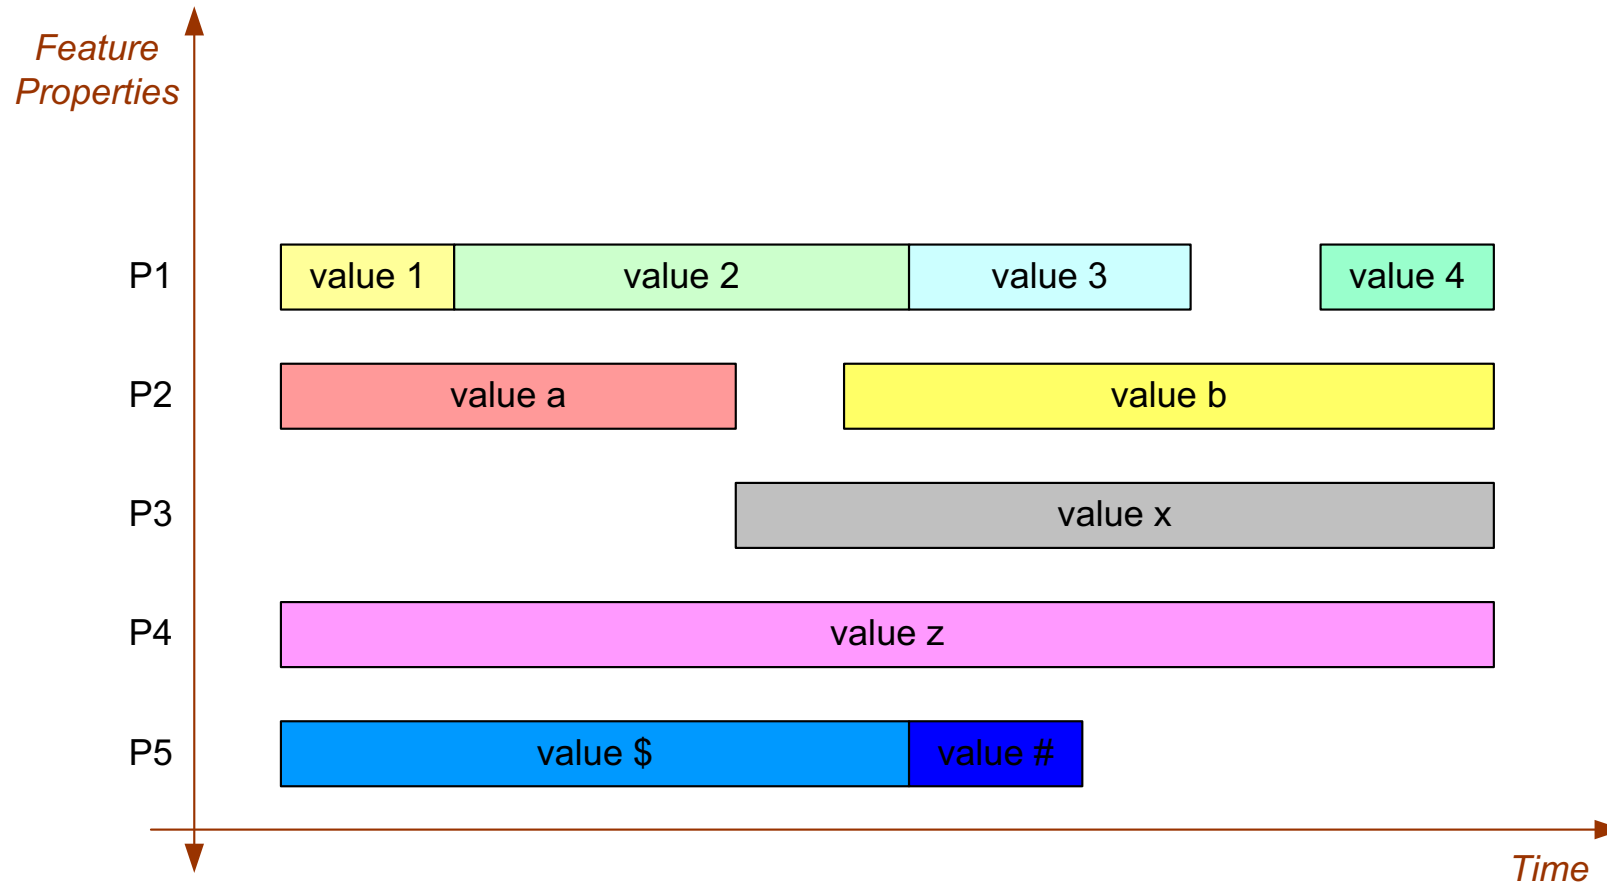 Feature
Properties
P1
value 1
value 2
value 3
value 4
P2
value a
value b
P3
value x
P4
value z
P5
value $
value #
Time